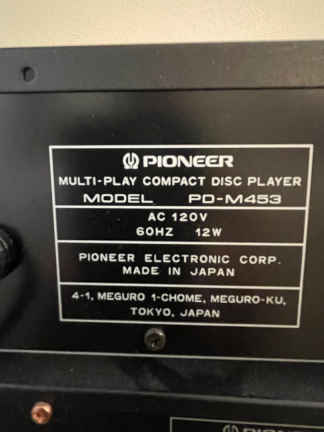 PIONEER
MULTI-PLAY COMPACT DISC PLAYER
MODEL PD-M453
AC 120V
60HZ 12W
PIONEER ELECTRONIC CORP.
MADE IN JAPAN
4-1, MEGURO 1-CHOME, MEGURO-KU,
TOKYO, JAPAN
PIONEER